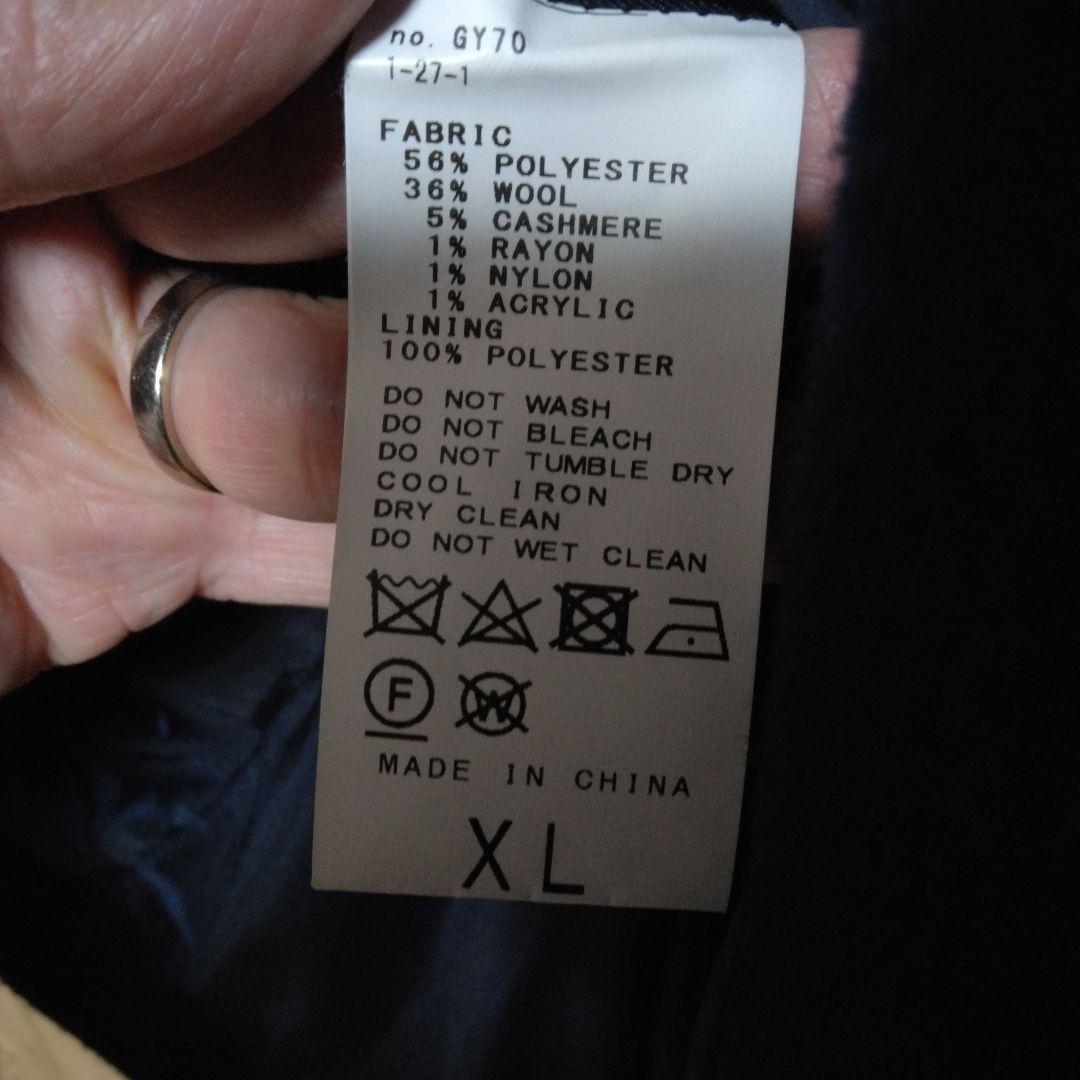 no. GY70
1-27-1
FABRIC
56% POLYESTER
36% WOOL
5% CASHMERE
1% RAYON
1% NYLON
1% ACRYLIC
LINING
100% POLYESTER
DO NOT WASH
DO NOT BLEACH
DO NOT TUMBLE DRY
COOL IRON
DRY CLEAN
DO NOT WET CLEAN
F W
MADE IN CHINA
XL